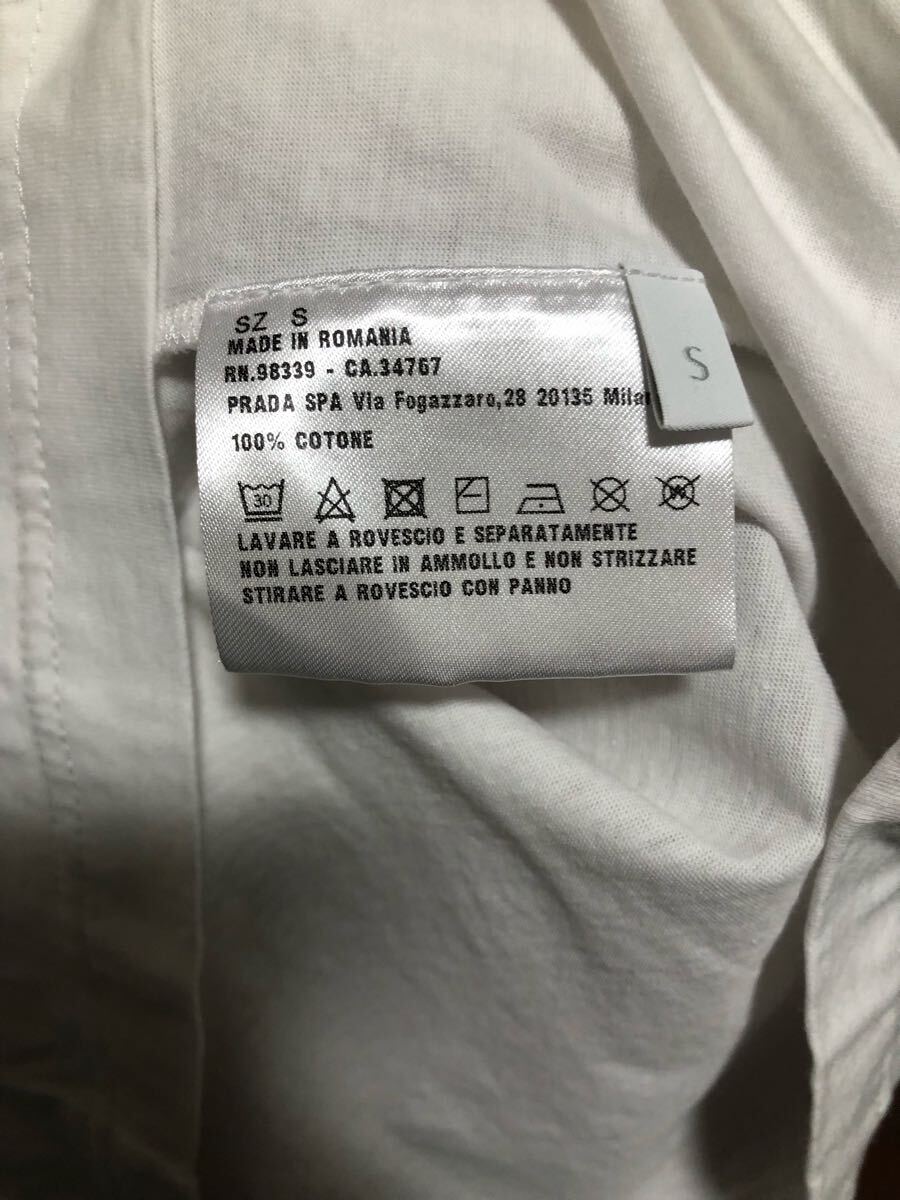 SZ S
MADE IN ROMANIA
RN.98339 - CA.34767
PRADA SPA Via Fogazzaro,28 20135
100% COTONE
30
W
LAVARE A ROVESCIO E SEPARATAMENTE
NON LASCIARE IN AMMOLLO E NON STRIZZARE
STIRARE A ROVESCIO CON PANNO
S